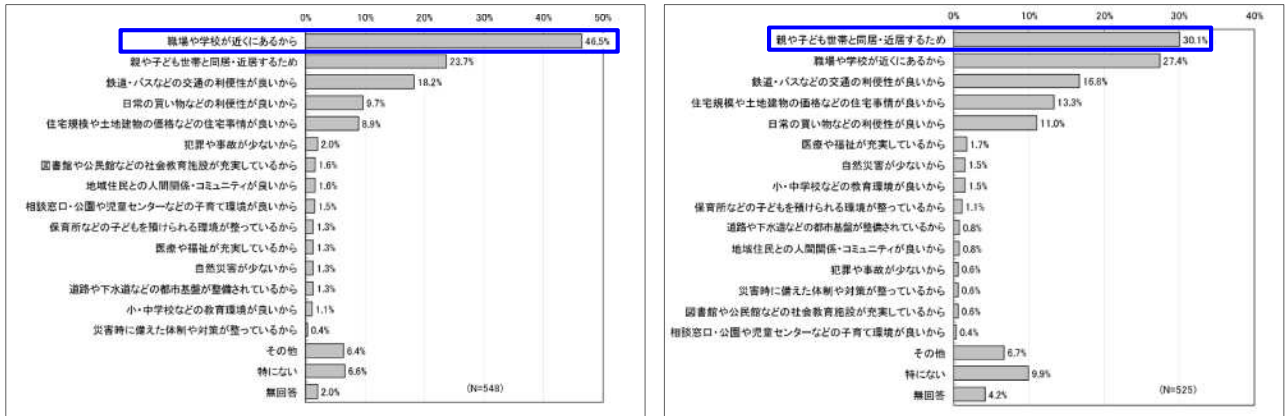 0% 10% 20% 30% 40% 50%
職場や学校が近くにあるから 46.5%
親や子ども世帯と同居・近居するため 23.7%
鉄道・バスなどの交通の利便性が良いから 18.2%
日常の買い物などの利便性が良いから 9.7%
住宅規模や土地建物の価格などの住宅事情が良いから 8.9%
犯罪や事故が少ないから 2.0%
図書館や公民館などの社会教育施設が充実しているから 1.6%
地域住民との人間関係・コミュニティが良いから 1.6%
相談窓口・公園や児童センターなどの子育て環境が良いから 1.5%
保育所などの子どもを預けられる環境が整っているから 1.3%
医療や福祉が充実しているから 1.3%
自然災害が少ないから 1.3%
道路や下水道などの都市基盤が整備されているから 1.3%
小・中学校などの教育環境が良いから 1.1%
災害時に備えた体制や対策が整っているから 0.4%
その他 6.4%
特にない 6.6%
無回答 2.0%
(N=548)
0% 10% 20% 30% 40%
親や子ども世帯と同居・近居するため 30.1%
職場や学校が近くにあるから 27.4%
鉄道・バスなどの交通の利便性が良いから 16.8%
住宅規模や土地建物の価格などの住宅事情が良いから 13.3%
日常の買い物などの利便性が良いから 11.0%
医療や福祉が充実しているから 1.7%
自然災害が少ないから 1.5%
小・中学校などの教育環境が良いから 1.5%
保育所などの子どもを預けられる環境が整っているから 1.1%
道路や下水道などの都市基盤が整備されているから 0.8%
地域住民との人間関係・コミュニティが良いから 0.8%
犯罪や事故が少ないから 0.6%
災害時に備えた体制や対策が整っているから 0.6%
図書館や公民館などの社会教育施設が充実しているから 0.6%
相談窓口・公園や児童センターなどの子育て環境が良いから 0.4%
その他 6.7%
特にない 9.9%
無回答 4.2%
(N=525)